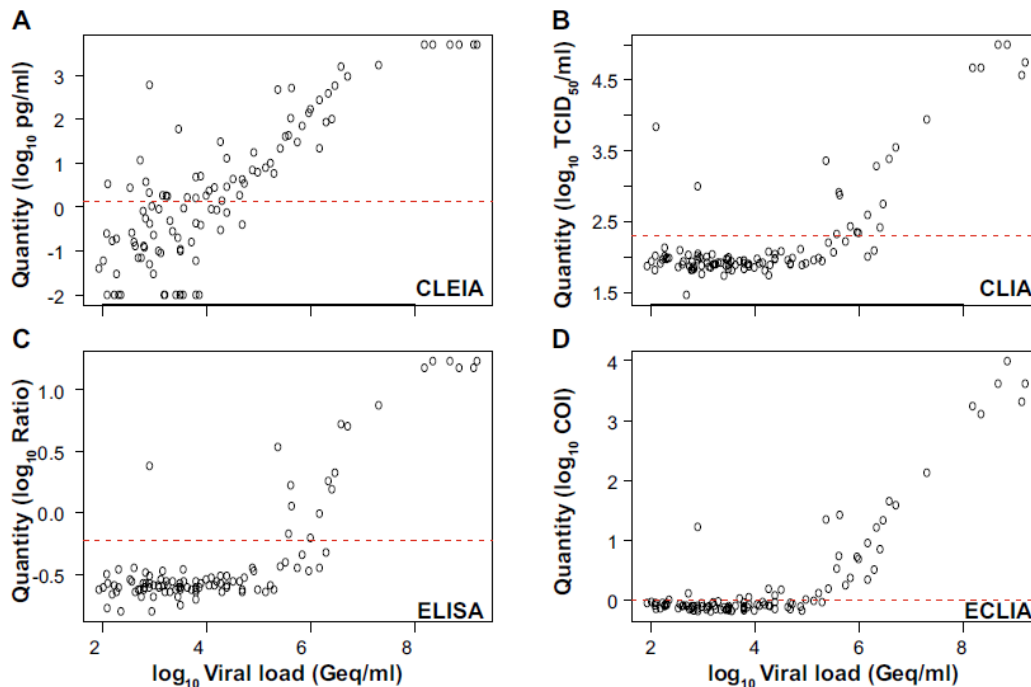 A
B
Quantity (log10 pg/ml)
3
2
1
0
-1
-2
CLEIA
Quantity (log10 TCID50/ml)
4.5
3.5
2.5
1.5
CLIA
C
D
Quantity (log10 Ratio)
1.0
0.5
0.0
-0.5
ELISA
2 4 6 8
log10 Viral load (Geq/ml)
Quantity (log10 COI)
4
3
2
1
0
ECLIA
2 4 6 8
log10 Viral load (Geq/ml)